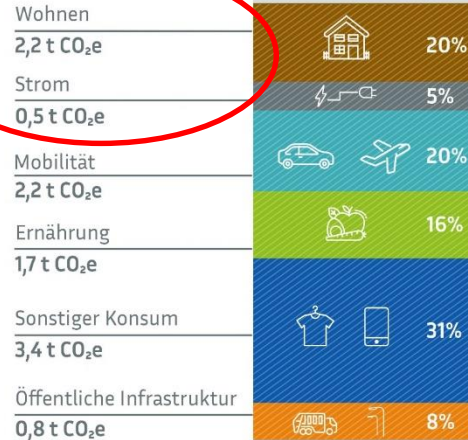 Wohnen
2,2 t CO₂e
20%
Strom
0,5 t CO₂e
5%
Mobilität
2,2 t CO₂e
20%
Ernährung
1,7 t CO₂e
16%
Sonstiger Konsum
3,4 t CO₂e
31%
Öffentliche Infrastruktur
0,8 t CO₂e
8%